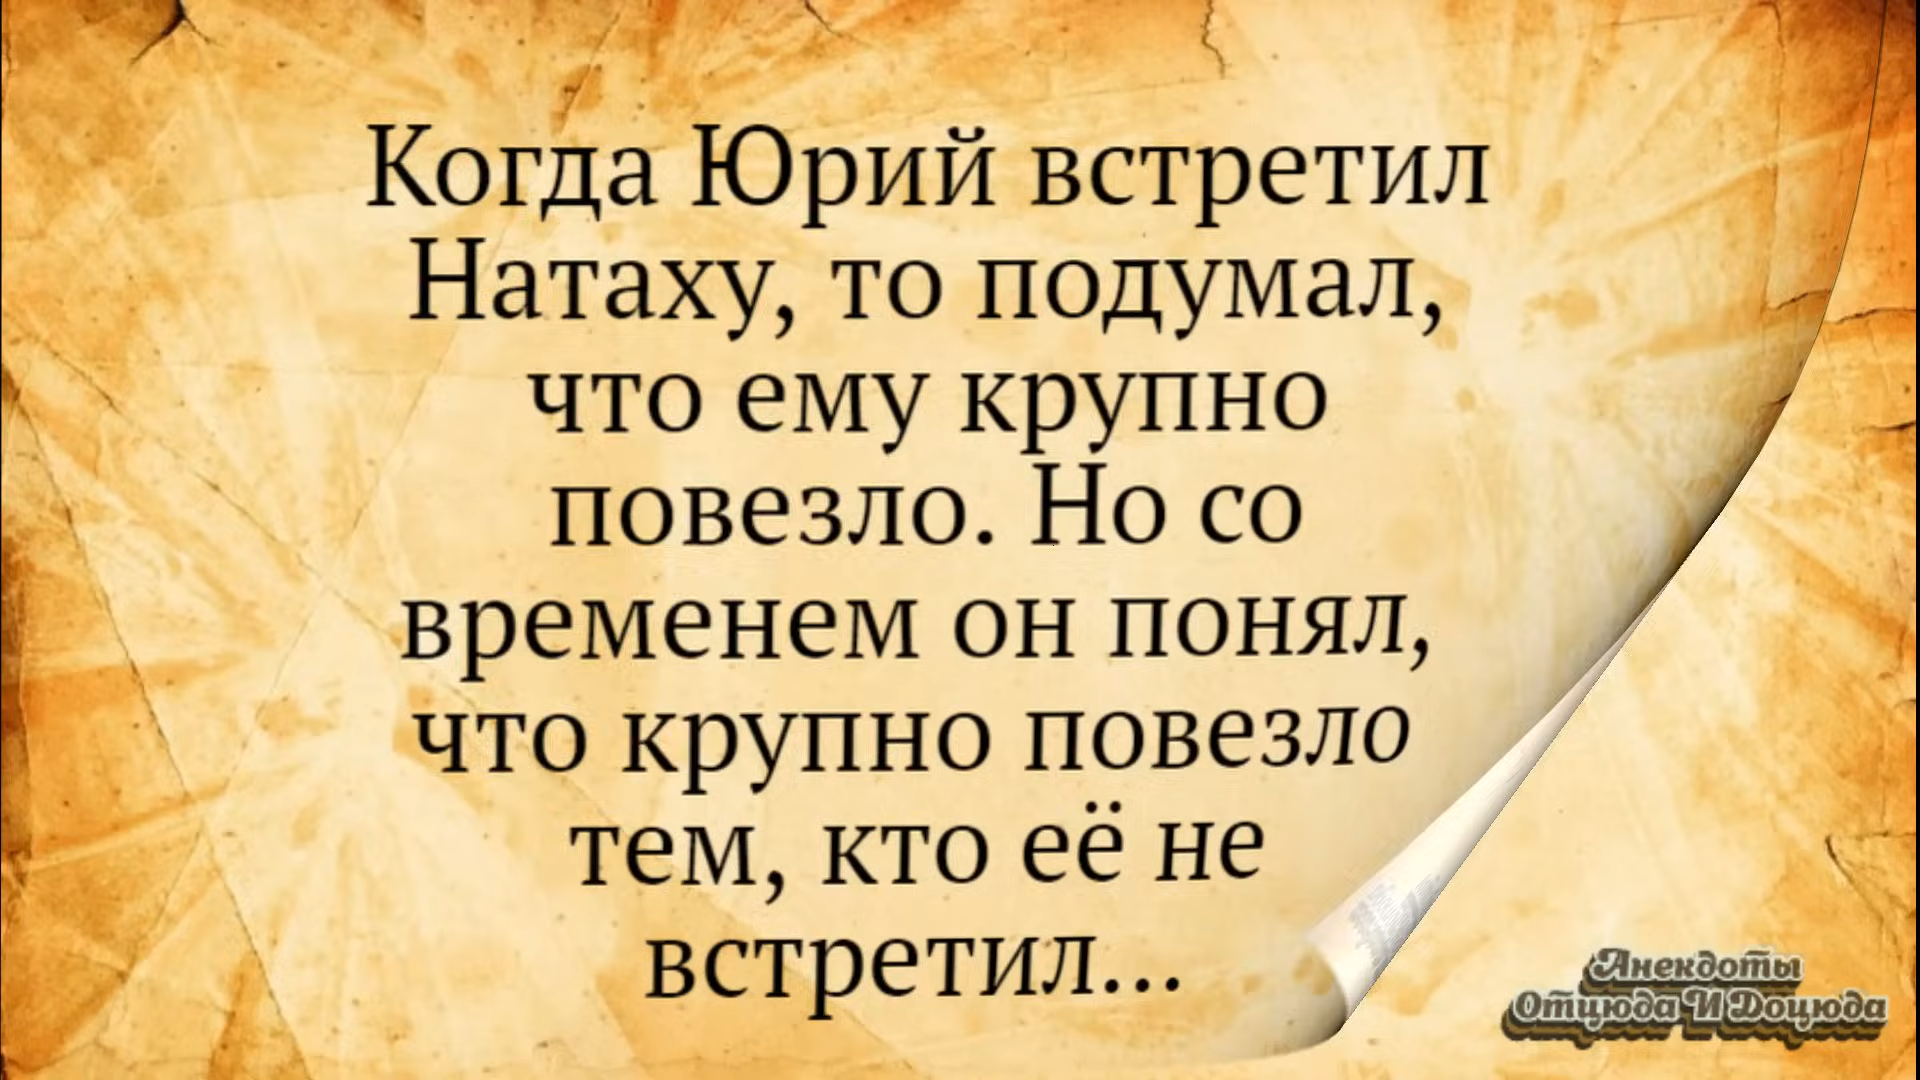 Когда Юрий встретил
Натаху, то подумал,
что ему крупно
повезло. Но со
временем он понял,
что крупно повезло
тем, кто её не
встретил...
Анекдоты
Отцюда И Доцюда